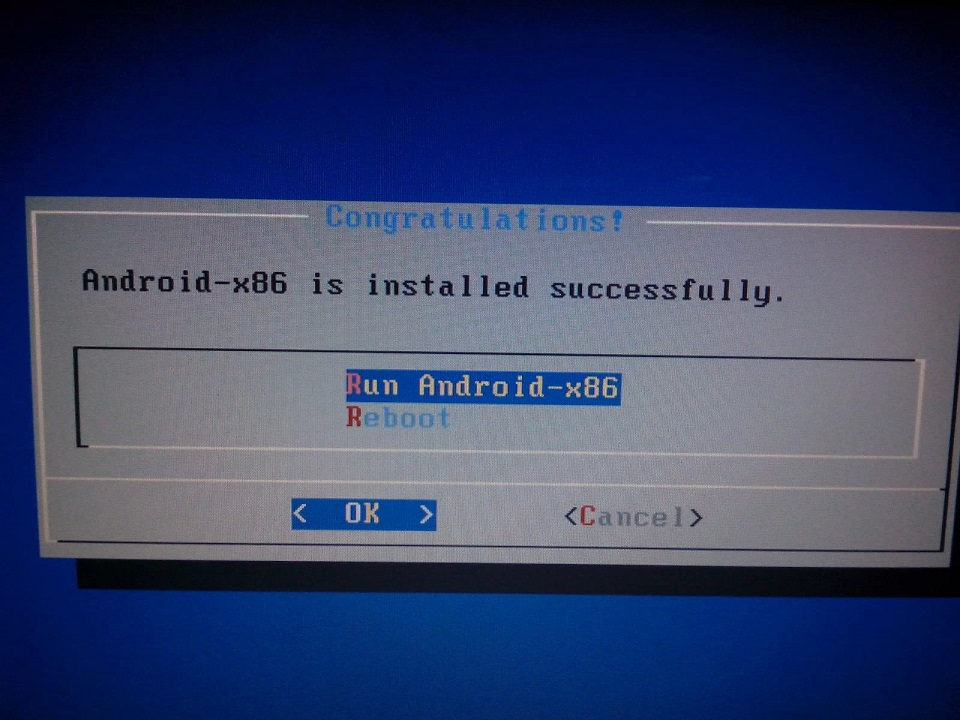 Congratulations!
Android-x86 is installed successfully.
Run Android-x86
Reboot
< OK > <Cancel>